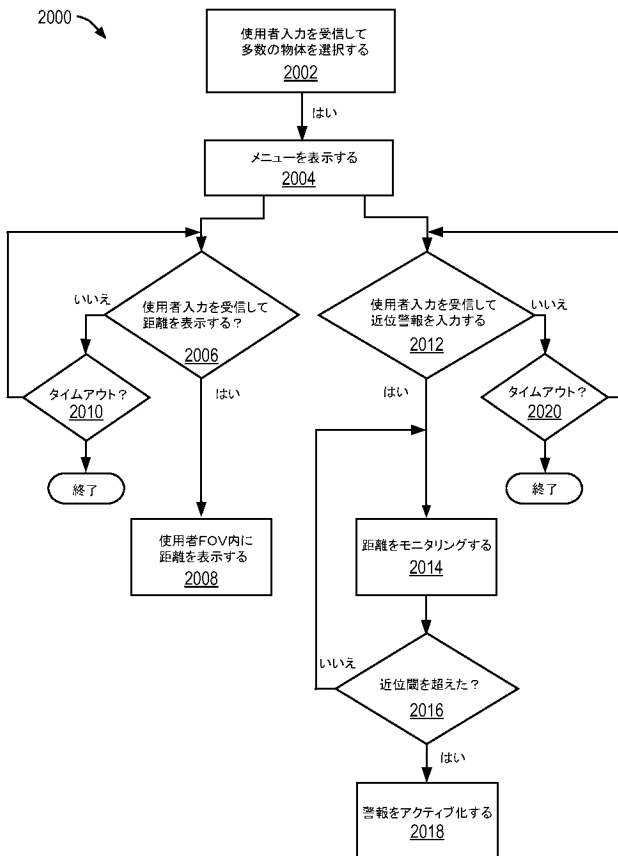 2000
使用者入力を受信して
多数の物体を選択する
2002
はい
メニューを表示する
2004
いいえ
使用者入力を受信して
距離を表示する?
2006
はい
タイムアウト?
2010
終了
使用者FOV内に
距離を表示する
2008
使用者入力を受信して
近位警報を入力する
2012
いいえ
はい
タイムアウト?
2020
終了
距離をモニタリングする
2014
いいえ
近位閾を超えた?
2016
はい
警報をアクティブ化する
2018